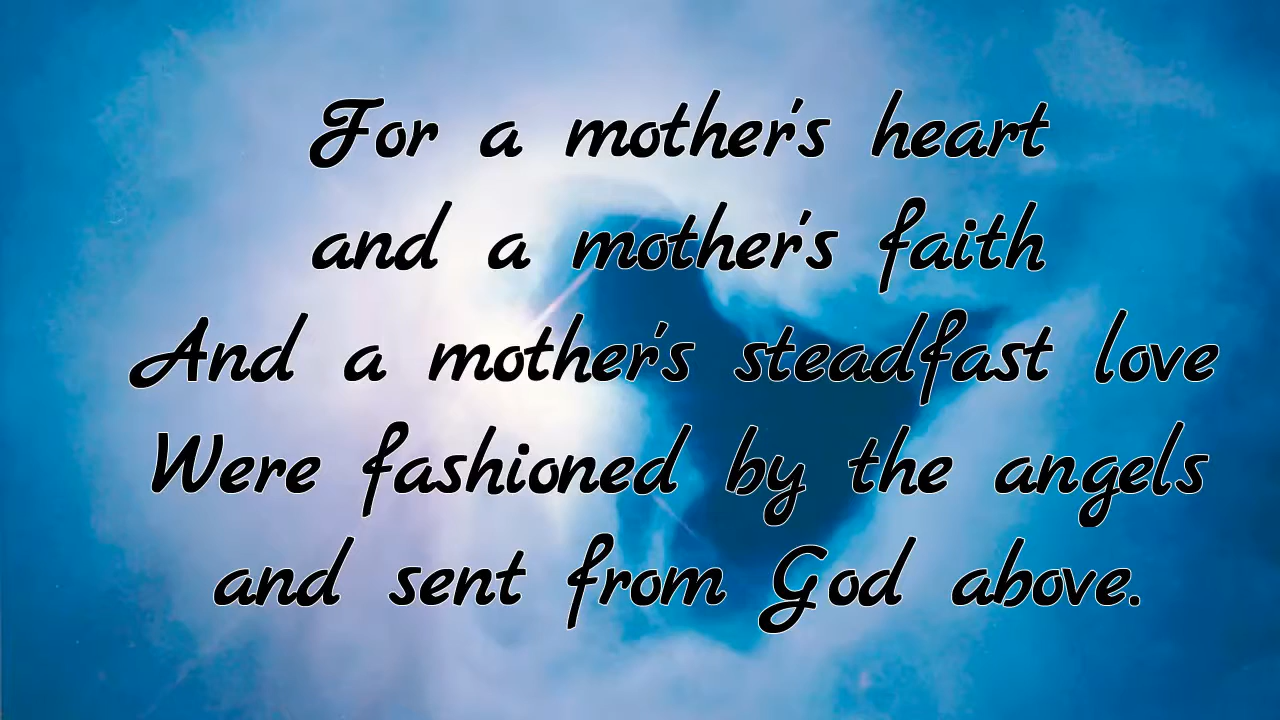 For a mother's heart
and a mother's faith
And a mother's steadfast love
Were fashioned by the angels
and sent from God above.